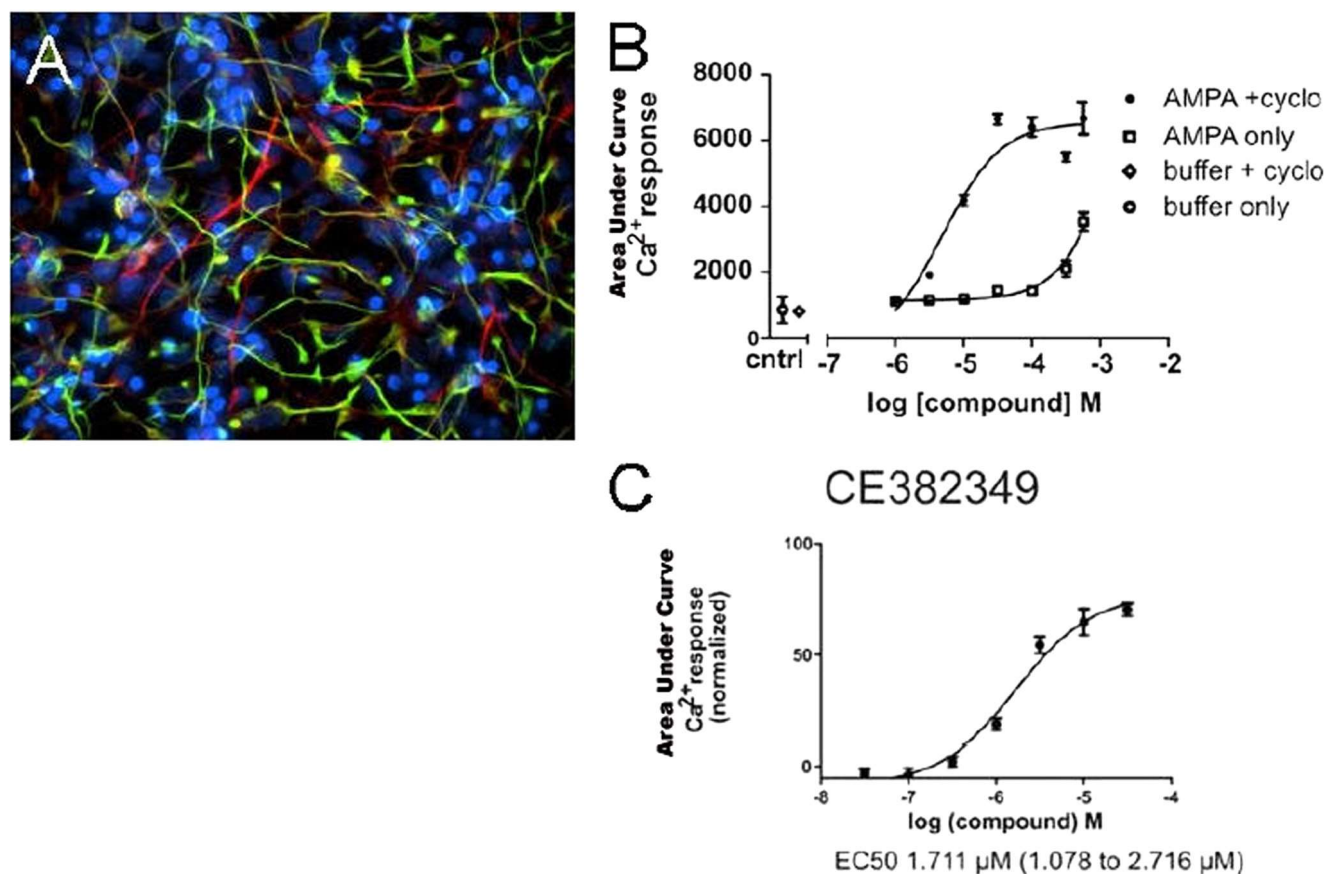 A
B
8000
6000
4000
2000
0
Area Under Curve
Ca2+response
cntrl
-7
-6
-5
-4
-3
-2
log [compound] M
AMPA +cyclo
AMPA only
buffer + cyclo
buffer only
C
CE382349
100
50
0
Area Under Curve
Ca2+response
(normalized)
-8
-7
-6
-5
-4
log (compound) M
EC50 1.711 µM (1.078 to 2.716 µM)